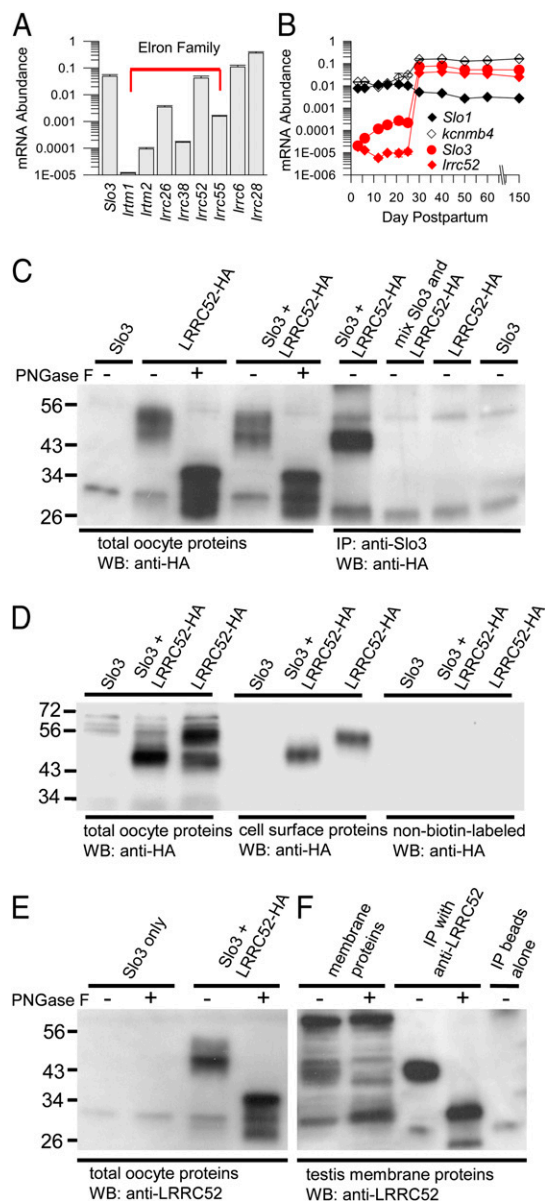 A
Elron Family
mRNA Abundance
1
0.1
0.01
0.001
0.0001
1E-005
Slo3
lrtm1
lrtm2
lrrc26
lrrc38
lrrc52
lrrc55
lrrc6
lrrc28
B
mRNA Abundance
1
0.1
0.01
0.001
0.0001
1E-005
1E-006
Slo1
kcnmb4
Slo3
lrrc52
0 10 20 30 40 50 60 150
Day Postpartum
C
Slo3
LRRC52-HA
Slo3 +
LRRC52-HA
Slo3 +
LRRC52-HA
mix Slo3 and
LRRC52-HA
LRRC52-HA
Slo3
PNGase F - - + - + - - - -
56
43
34
26
total oocyte proteins
WB: anti-HA
IP: anti-Slo3
WB: anti-HA
D
Slo3
Slo3 +
LRRC52-HA
LRRC52-HA
Slo3
Slo3 +
LRRC52-HA
LRRC52-HA
Slo3
Slo3 +
LRRC52-HA
LRRC52-HA
72
56
43
34
total oocyte proteins
WB: anti-HA
cell surface proteins
WB: anti-HA
non-biotin-labeled
WB: anti-HA
E
Slo3 only
Slo3 +
LRRC52-HA
PNGase F - + - +
56
43
34
26
total oocyte proteins
WB: anti-LRRC52
F
membrane
proteins
IP with
anti-LRRC52
IP beads
alone
- + - + -
testis membrane proteins
WB: anti-LRRC52